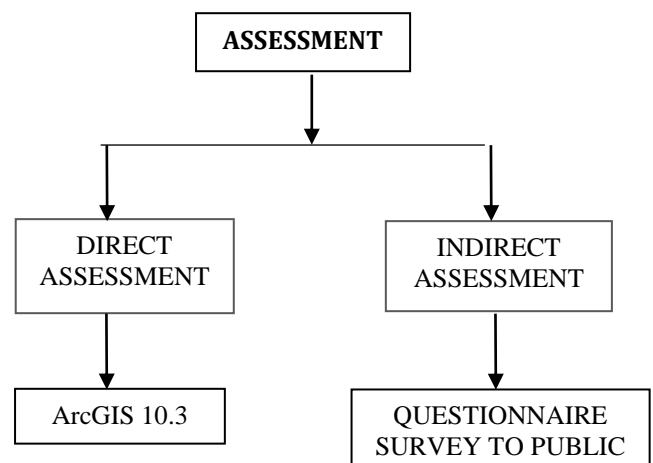 ASSESSMENT
DIRECT
ASSESSMENT
INDIRECT
ASSESSMENT
ArcGIS 10.3
QUESTIONNAIRE
SURVEY TO PUBLIC